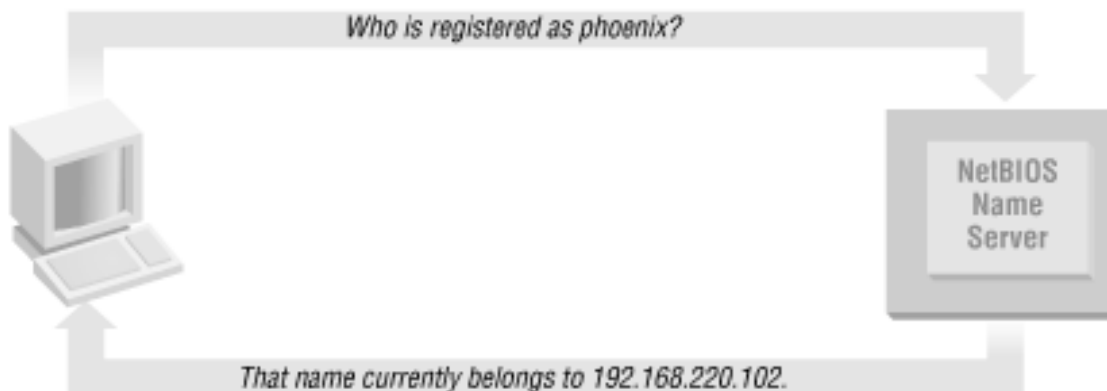 Who is registered as phoenix?
NetBIOS
Name
Server
That name currently belongs to 192.168.220.102.